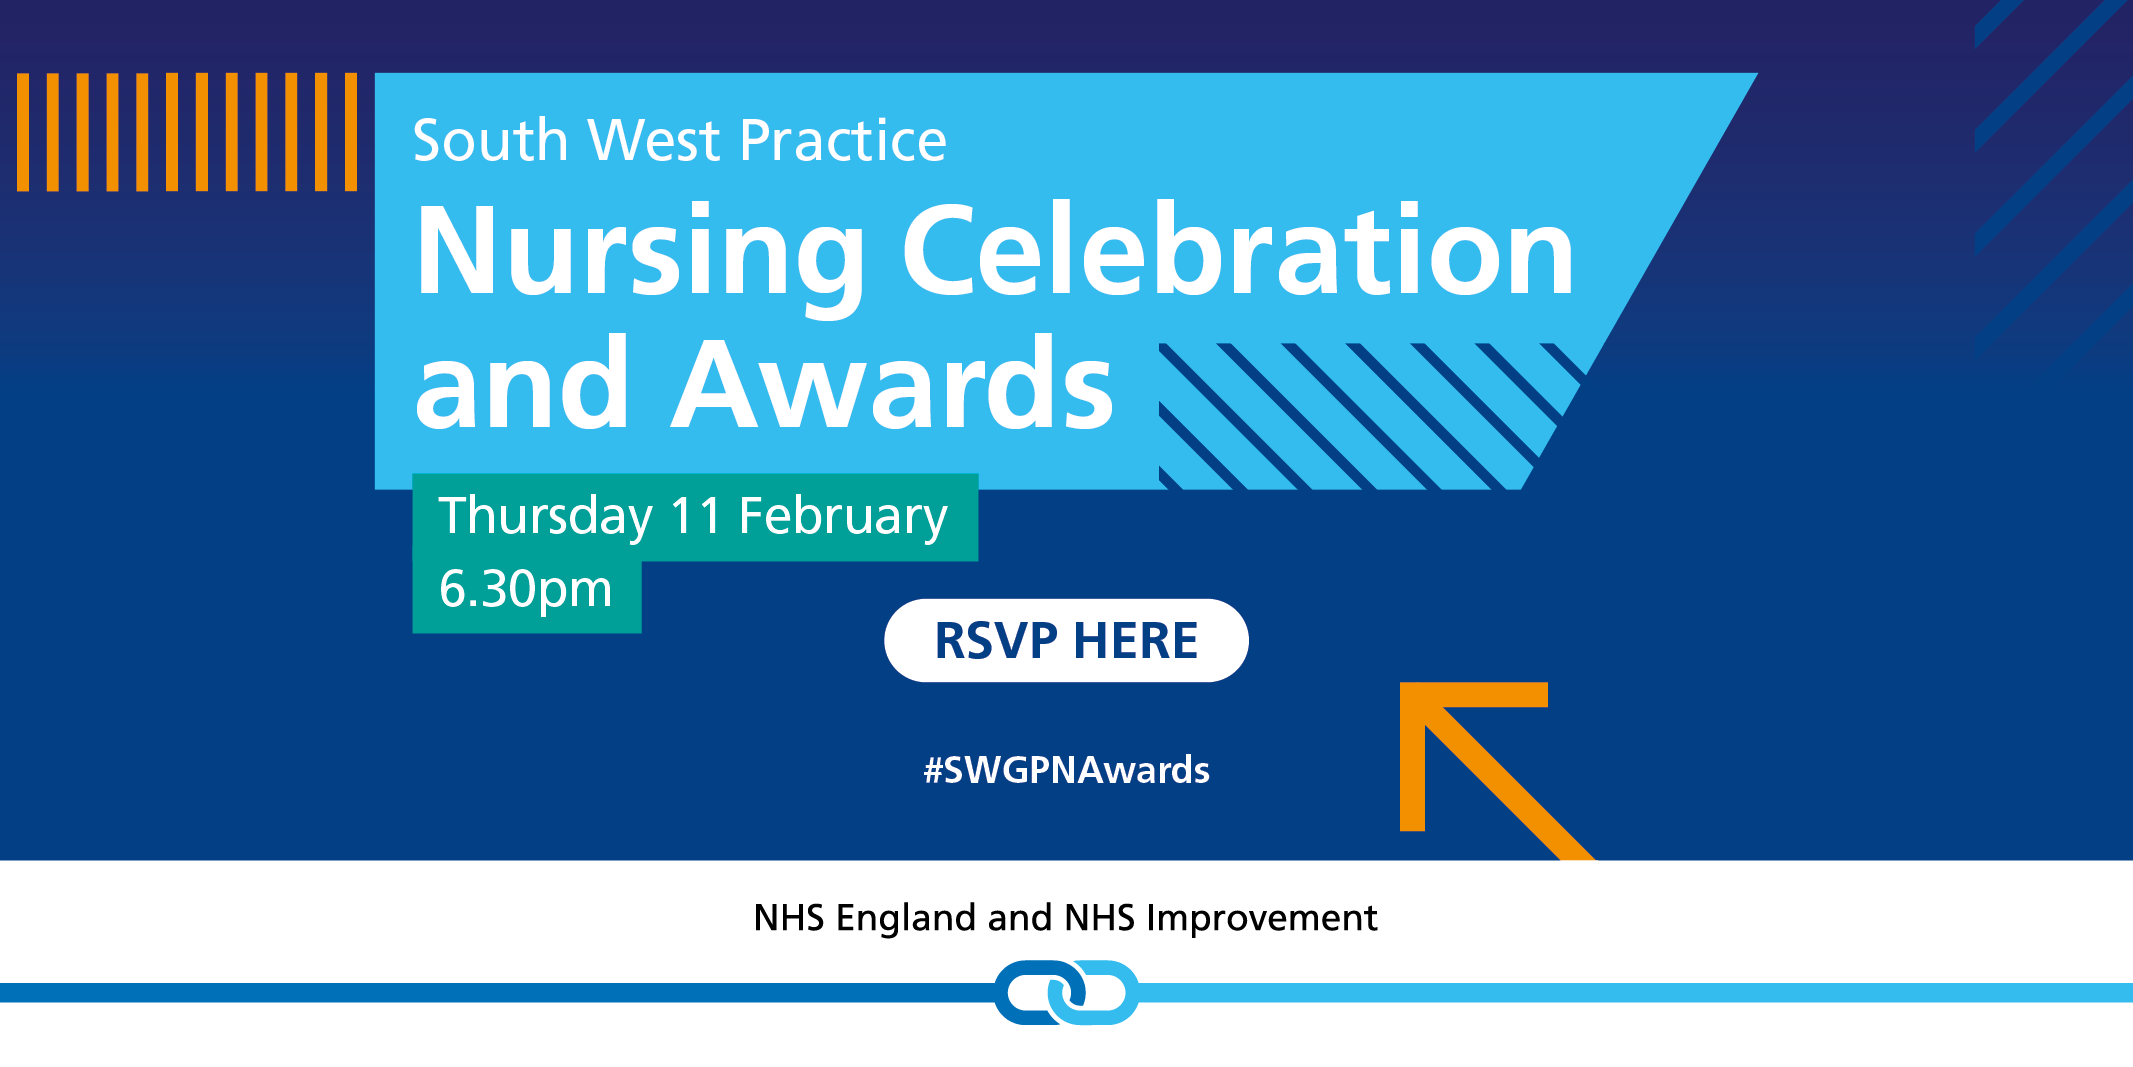 South West Practice
Nursing Celebration
and Awards
Thursday 11 February
6.30pm
RSVP HERE
#SWGPNAwards
NHS England and NHS Improvement